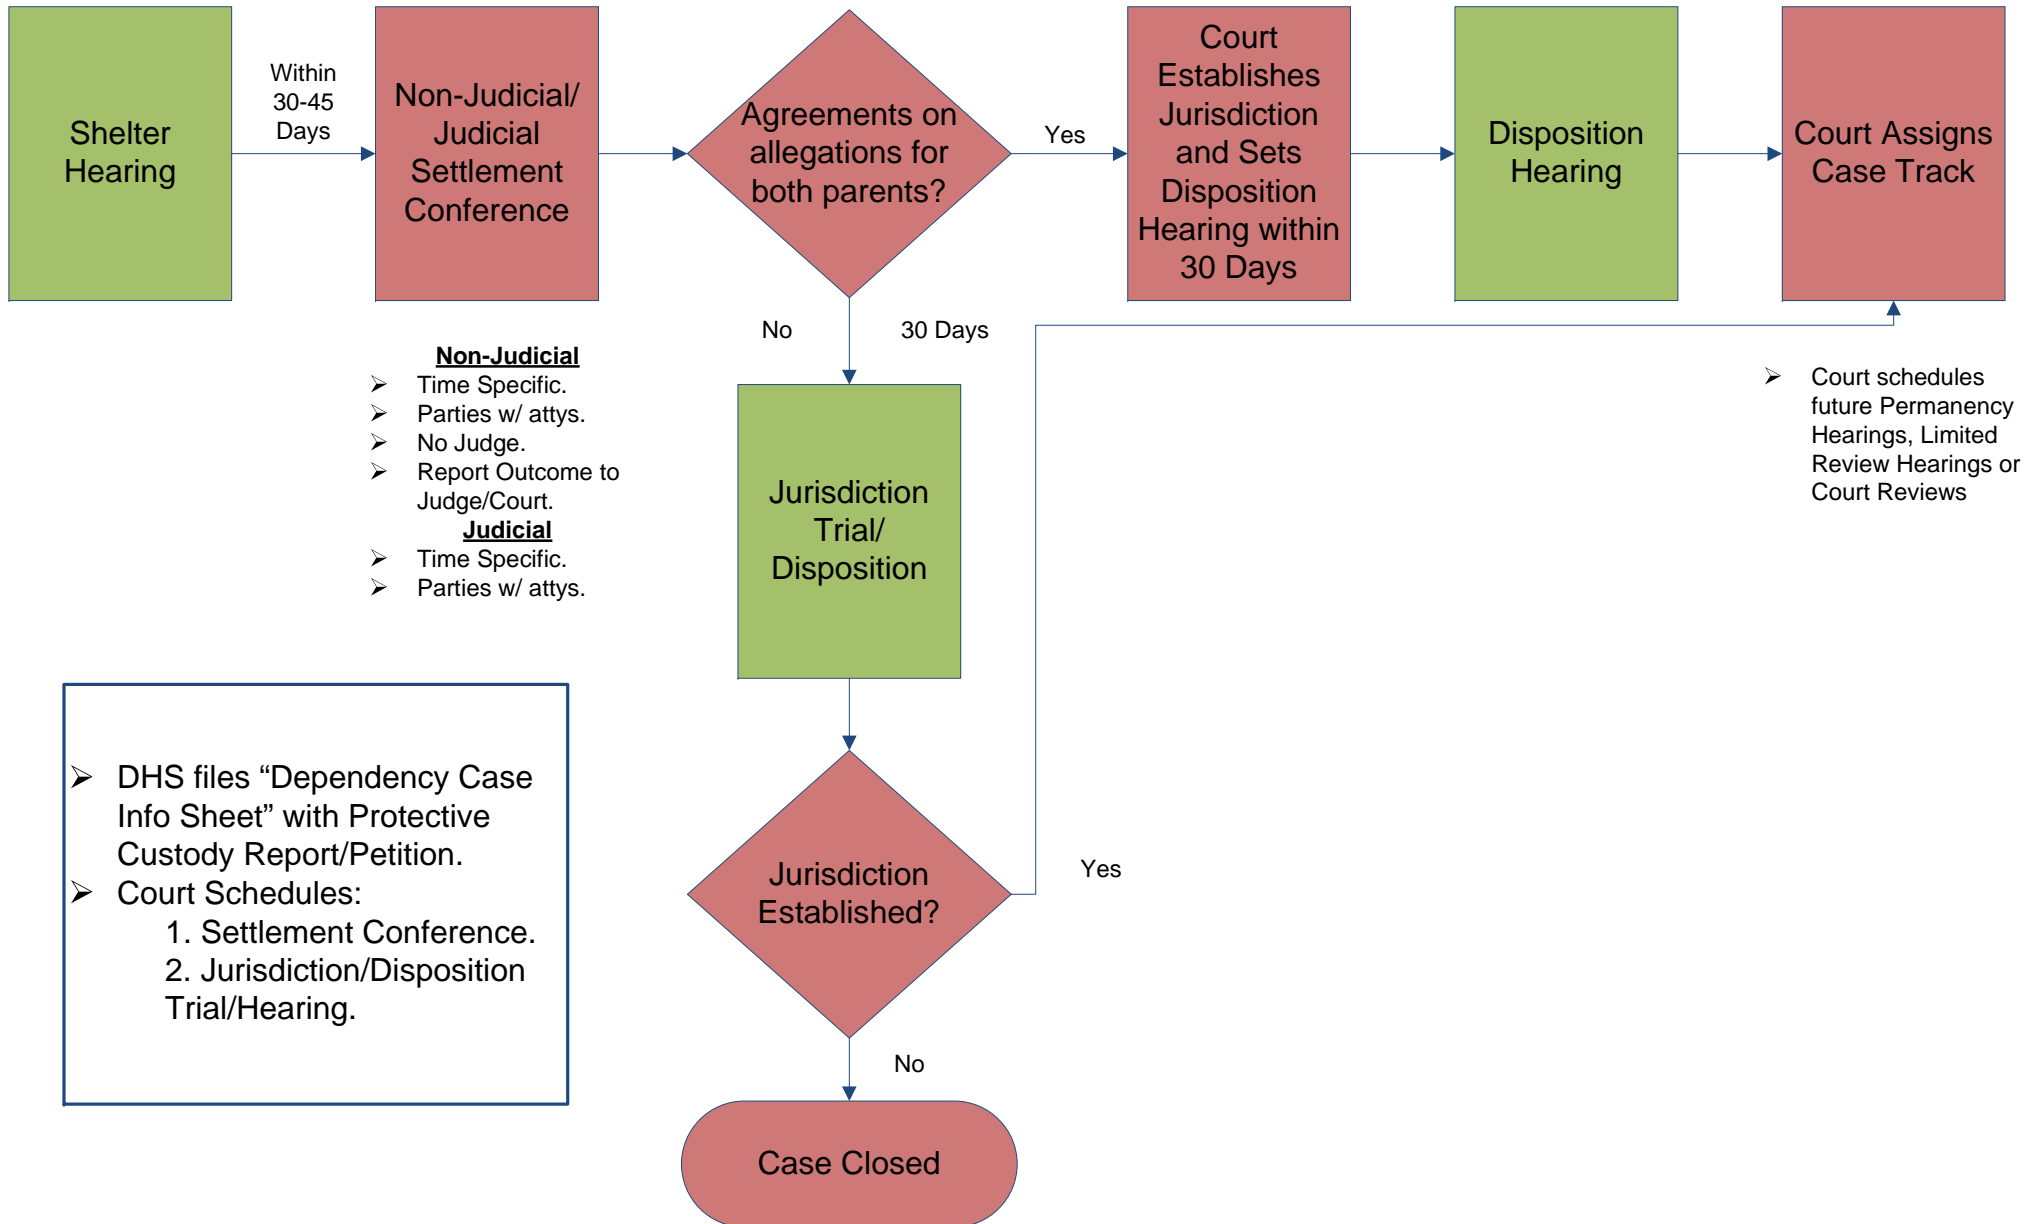 Shelter
Hearing
Within
30-45
Days
Non-Judicial/
Judicial
Settlement
Conference
Agreements on
allegations for
both parents?
Yes
Court
Establishes
Jurisdiction
and Sets
Disposition
Hearing within
30 Days
Disposition
Hearing
Court Assigns
Case Track
No
30 Days
Non-Judicial
➢ Time Specific.
➢ Parties w/ attys.
➢ No Judge.
➢ Report Outcome to
Judge/Court.
Judicial
➢ Time Specific.
➢ Parties w/ attys.
➢ Court schedules
future Permanency
Hearings, Limited
Review Hearings or
Court Reviews
Jurisdiction
Trial/
Disposition
➢ DHS files “Dependency Case
Info Sheet” with Protective
Custody Report/Petition.
➢ Court Schedules:
1. Settlement Conference.
2. Jurisdiction/Disposition
Trial/Hearing.
Jurisdiction
Established?
Yes
No
Case Closed